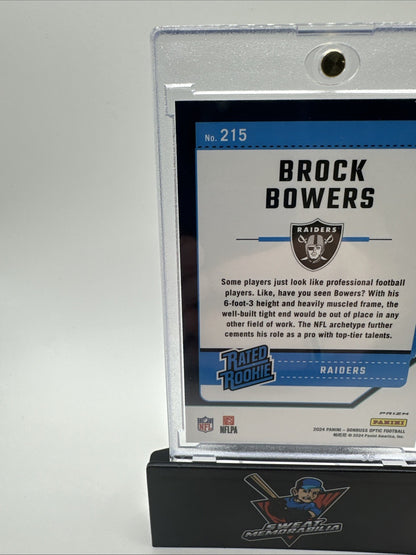 No. 215
BROCK
BOWERS
RAIDERS
Some players just look like professional football
players. Like, have you seen Bowers? With his
6-foot-3 height and heavily muscled frame, the
well-built tight end would be out of place in any
other field of work. The NFL archetype further
cements his role as a pro with top-tier talents.
RATED
ROOKIE
RAIDERS
PRIZM
NFL
NFLPA
PANINI
2024 PANINI - DONRUSS OPTIC FOOTBALL
© 2024 Panini America, Inc.
SWEAT
MEMORABILIA